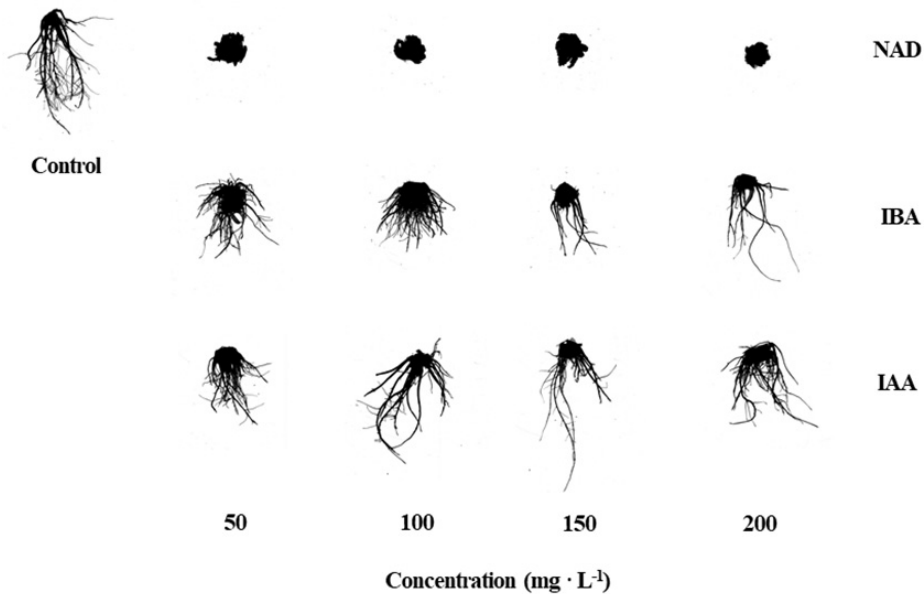 NAD
Control
IBA
IAA
50 100 150 200
Concentration (mg · L⁻¹)